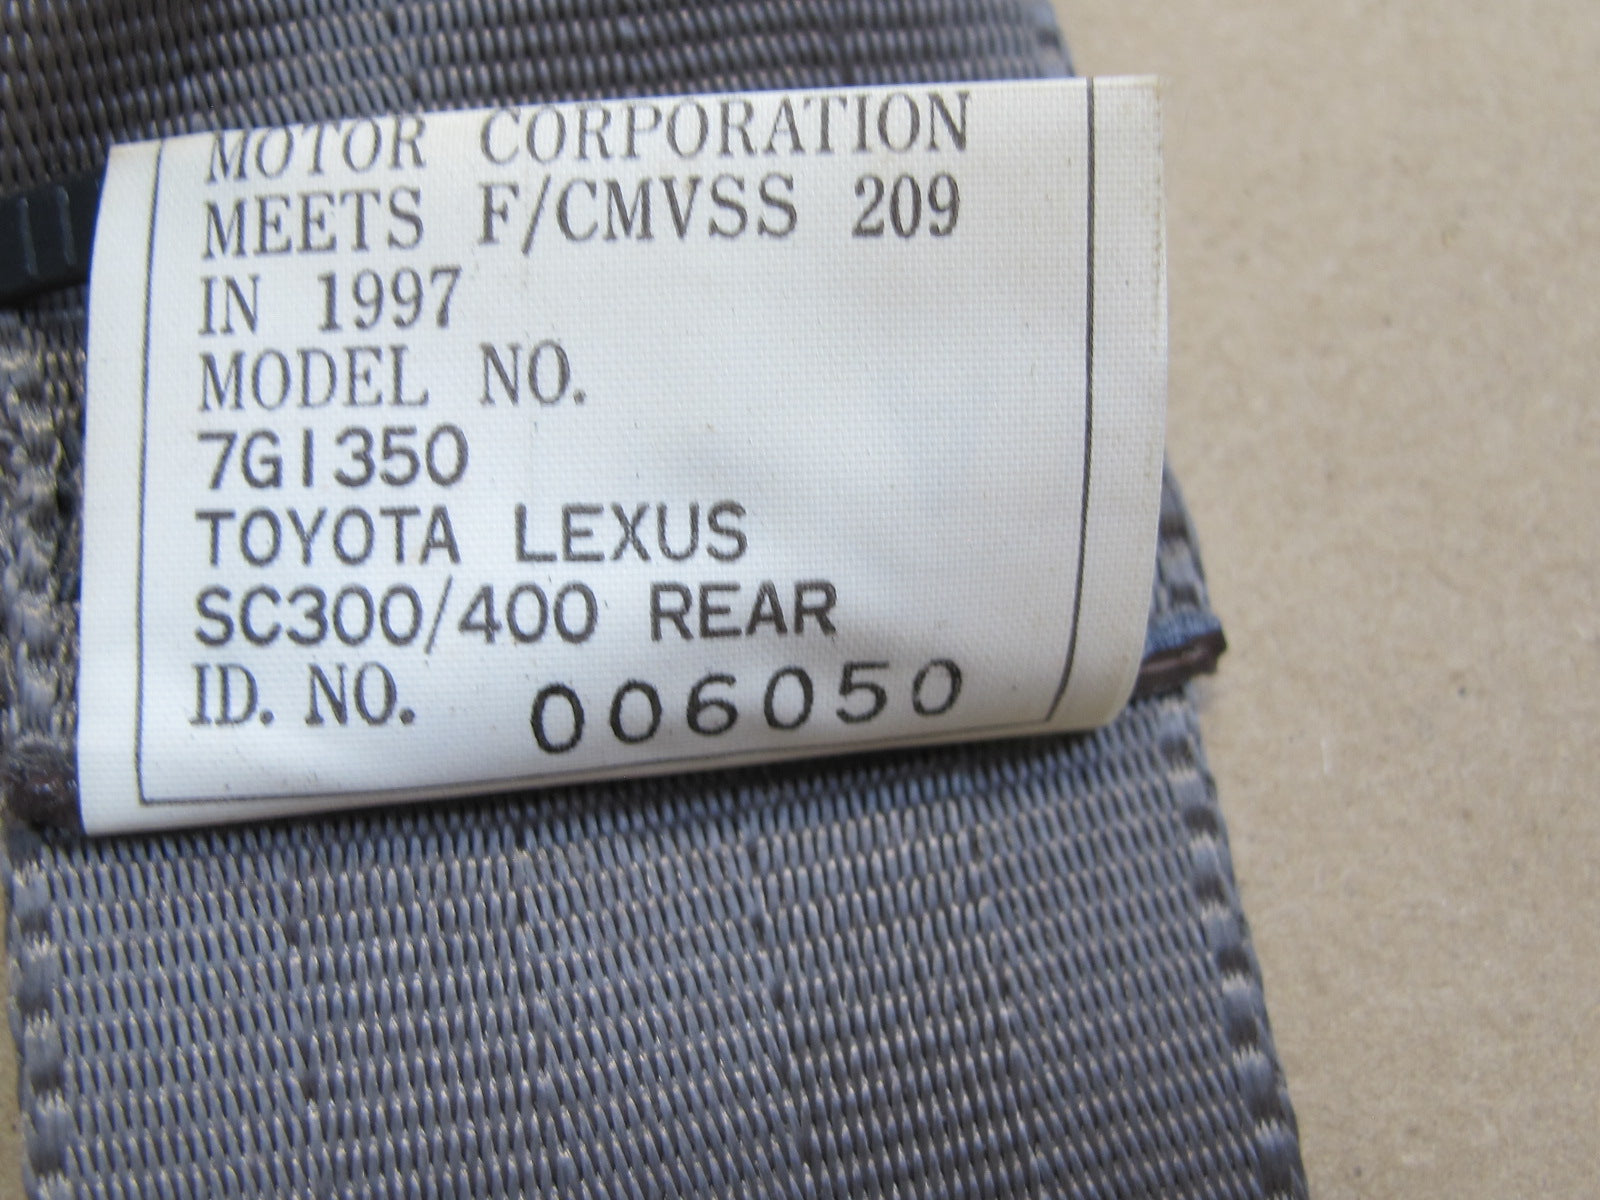 MOTOR CORPORATION
MEETS F/CMVSS 209
IN 1997
MODEL NO.
7G1350
TOYOTA LEXUS
SC300/400 REAR
ID. NO. 006050